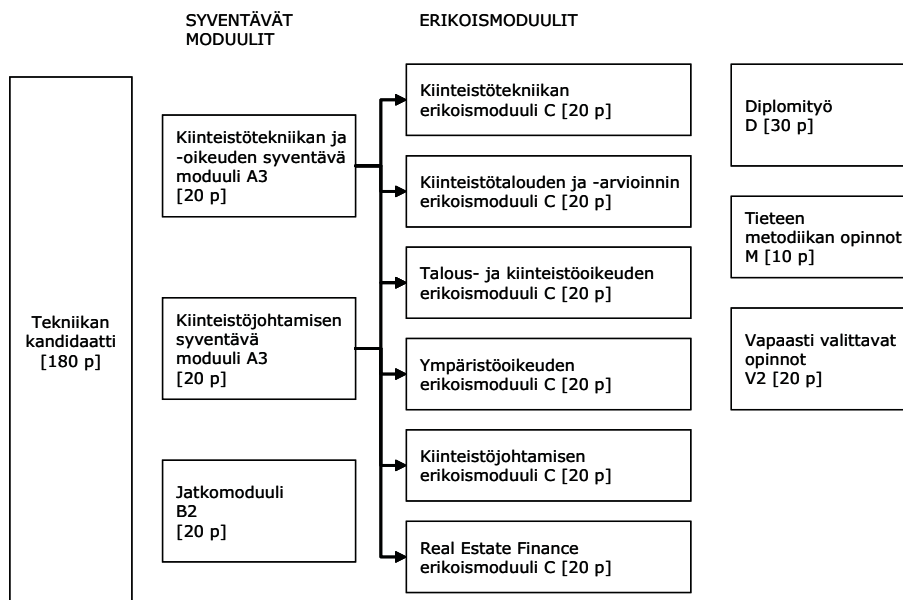 SYVENTÄVÄT
MODUULIT
ERIKOISMODUULIT
Tekniikan
kandidaatti
[180 p]
Kiinteistötekniikan ja
-oikeuden syventävä
moduuli A3
[20 p]
Kiinteistöjohtamisen
syventävä
moduuli A3
[20 p]
Jatkomoduuli
B2
[20 p]
Kiinteistötekniikan
erikoismoduuli C [20 p]
Kiinteistötalouden ja -arvioinnin
erikoismoduuli C [20 p]
Talous- ja kiinteistöoikeuden
erikoismoduuli C [20 p]
Ympäristöoikeuden
erikoismoduuli C [20 p]
Kiinteistöjohtamisen
erikoismoduuli C [20 p]
Real Estate Finance
erikoismoduuli C [20 p]
Diplomityö
D [30 p]
Tieteen
metodiikan opinnot
M [10 p]
Vapaasti valittavat
opinnot
V2 [20 p]